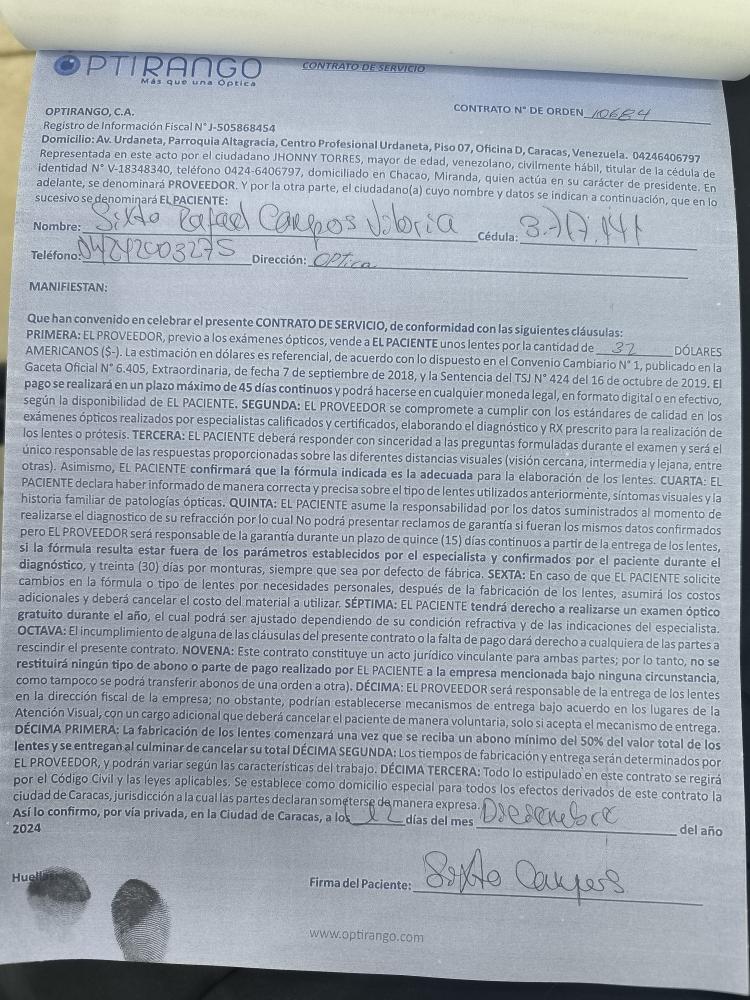 OPTIRANGO
Más que una Óptica
CONTRATO DE SERVICIO
CONTRATO N° DE ORDEN 10684
OPTIRANGO, C.A.
Registro de Información Fiscal N° J-505868454
Domicilio: Av. Urdaneta, Parroquia Altagracia, Centro Profesional Urdaneta, Piso 07, Oficina D, Caracas, Venezuela. 04246406797
Representada en este acto por el ciudadano JHONNY TORRES, mayor de edad, venezolano, civilmente hábil, titular de la cédula de
identidad N° V-18348340, teléfono 0424-6406797, domiciliado en Chacao, Miranda, quien actúa en su carácter de presidente. En
adelante, se denominará PROVEEDOR. Y por la otra parte, el ciudadano(a) cuyo nombre y datos se indican a continuación, que en lo
sucesivo se denominará EL PACIENTE:
Nombre: Sixto Rafael Campos Cédula: 3.717.141
Teléfono: Dirección: Optica
MANIFIESTAN:
Que han convenido en celebrar el presente CONTRATO DE SERVICIO, de conformidad con las siguientes cláusulas:
PRIMERA: EL PROVEEDOR, previo a los exámenes ópticos, vende a EL PACIENTE unos lentes por la cantidad de 32 DÓLARES
AMERICANOS ($-). La estimación en dólares es referencial, de acuerdo con lo dispuesto en el Convenio Cambiario N° 1, publicado en la
Gaceta Oficial N° 6.405, Extraordinaria, de fecha 7 de septiembre de 2018, y la Sentencia del TSJ N° 424 del 16 de octubre de 2019. El
pago se realizará en un plazo máximo de 45 días continuos y podrá hacerse en cualquier moneda legal, en formato digital o en efectivo,
según la disponibilidad de EL PACIENTE. SEGUNDA: EL PROVEEDOR se compromete a cumplir con los estándares de calidad en los
exámenes ópticos realizados por especialistas calificados y certificados, elaborando el diagnóstico y RX prescrito para la realización de
los lentes o prótesis. TERCERA: EL PACIENTE deberá responder con sinceridad a las preguntas formuladas durante el examen y será el
único responsable de las respuestas proporcionadas sobre las diferentes distancias visuales (visión cercana, intermedia y lejana, entre
otras). Asimismo, EL PACIENTE confirmará que la fórmula indicada es la adecuada para la elaboración de los lentes. CUARTA: EL
PACIENTE declara haber informado de manera correcta y precisa sobre el tipo de lentes utilizados anteriormente, síntomas visuales y la
historia familiar de patologías ópticas. QUINTA: EL PACIENTE asume la responsabilidad por los datos suministrados al momento de
realizarse el diagnostico de su refracción por lo cual No podrá presentar reclamos de garantía si fueran los mismos datos confirmados
pero EL PROVEEDOR será responsable de la garantía durante un plazo de quince (15) días continuos a partir de la entrega de los lentes,
si la fórmula resulta estar fuera de los parámetros establecidos por el especialista y confirmados por el paciente durante el
diagnóstico, y treinta (30) días por monturas, siempre que sea por defecto de fábrica. SEXTA: En caso de que EL PACIENTE solicite
cambios en la fórmula o tipo de lentes por necesidades personales, después de la fabricación de los lentes, asumirá los costos
adicionales y deberá cancelar el costo del material a utilizar. SÉPTIMA: EL PACIENTE tendrá derecho a realizarse un examen óptico
gratuito durante el año, el cual podrá ser ajustado dependiendo de su condición refractiva y de las indicaciones del especialista.
OCTAVA: El incumplimiento de alguna de las cláusulas del presente contrato o la falta de pago dará derecho a cualquiera de las partes a
rescindir el presente contrato. NOVENA: Este contrato constituye un acto jurídico vinculante para ambas partes; por lo tanto, no se
restituirá ningún tipo de abono o parte de pago realizado por EL PACIENTE a la empresa mencionada bajo ninguna circunstancia,
como tampoco se podrá transferir abonos de una orden a otra). DÉCIMA: EL PROVEEDOR será responsable de la entrega de los lentes
en la dirección fiscal de la empresa; no obstante, podrían establecerse mecanismos de entrega bajo acuerdo en los lugares de la
Atención Visual, con un cargo adicional que deberá cancelar el paciente de manera voluntaria, solo si acepta el mecanismo de entrega.
DÉCIMA PRIMERA: La fabricación de los lentes comenzará una vez que se reciba un abono mínimo del 50% del valor total de los
lentes y se entregan al culminar de cancelar su total DÉCIMA SEGUNDA: Los tiempos de fabricación y entrega serán determinados por
EL PROVEEDOR, y podrán variar según las características del trabajo. DÉCIMA TERCERA: Todo lo estipulado en este contrato se regirá
por el Código Civil y las leyes aplicables. Se establece como domicilio especial para todos los efectos derivados de este contrato la
ciudad de Caracas, jurisdicción a la cual las partes declaran someterse de manera expresa.
Así lo confirmo, por vía privada, en la Ciudad de Caracas, a los 12 días del mes del año
2024
Huellas
Firma del Paciente: Sixto Campos
www.optirango.com